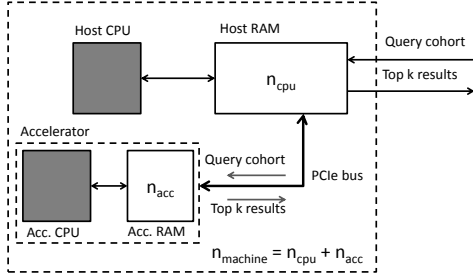 Host CPU
Host RAM
Query cohort
n_cpu
Top k results
Accelerator
Query cohort
PCIe bus
n_acc
Top k results
Acc. CPU
Acc. RAM
n_machine = n_cpu + n_acc